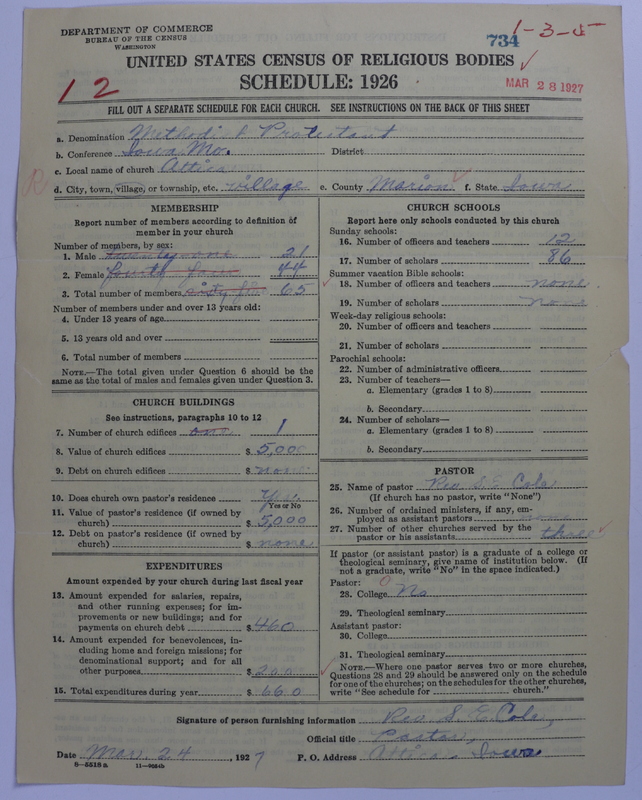 DEPARTMENT OF COMMERCE
BUREAU OF THE CENSUS
WASHINGTON
734
1-3-5
UNITED STATES CENSUS OF RELIGIOUS BODIES
SCHEDULE: 1926
12
MAR 28 1927
FILL OUT A SEPARATE SCHEDULE FOR EACH CHURCH. SEE INSTRUCTIONS ON THE BACK OF THIS SHEET
a. Denomination Methodist Protestant
b. Conference Iowa Mo. District
c. Local name of church Attica
d. City, town, village, or township, etc. village e. County Marion f. State Iowa
MEMBERSHIP
Report number of members according to definition of
member in your church
Number of members, by sex:
1. Male twenty one 21
2. Female fourth four 44
3. Total number of members 65
Number of members under and over 13 years old:
4. Under 13 years of age
5. 13 years old and over
6. Total number of members
NOTE.—The total given under Question 6 should be
same as the total of males and females given under Question 3.
CHURCH BUILDINGS
See instructions, paragraphs 10 to 12
7. Number of church edifices one 1
8. Value of church edifices $ 5,000
9. Debt on church edifices $ none
10. Does church own pastor's residence Yes
Yes or No
11. Value of pastor's residence (if owned by
church) $ 5,000
12. Debt on pastor's residence (if owned by
church) $ none
EXPENDITURES
Amount expended by your church during last fiscal year
13. Amount expended for salaries, repairs,
and other running expenses; for im-
provements or new buildings; and for
payments on church debt $ 460
14. Amount expended for benevolences, in-
cluding home and foreign missions; for
denominational support; and for all
other purposes $ 200
15. Total expenditures during year $ 660
CHURCH SCHOOLS
Report here only schools conducted by this church
Sunday schools:
16. Number of officers and teachers 12
17. Number of scholars 86
Summer vacation Bible schools:
18. Number of officers and teachers none
19. Number of scholars none
Week-day religious schools:
20. Number of officers and teachers
21. Number of scholars
Parochial schools:
22. Number of administrative officers
23. Number of teachers—
a. Elementary (grades 1 to 8)
b. Secondary
24. Number of scholars—
a. Elementary (grades 1 to 8)
b. Secondary
PASTOR
25. Name of pastor Rev S. E. Cole
(If church has no pastor, write "None")
26. Number of ordained ministers, if any, em-
ployed as assistant pastors none
27. Number of other churches served by the
pastor or his assistants three
If pastor (or assistant pastor) is a graduate of a college or
theological seminary, give name of institution below. (If
not a graduate, write "No" in the space indicated.)
Pastor:
28. College No
29. Theological seminary
Assistant pastor:
30. College
31. Theological seminary
NOTE.—Where one pastor serves two or more churches,
Questions 28 and 29 should be answered only on the schedule
for one of the churches; on the schedules for the other churches,
write "See schedule for church."
Signature of person furnishing information Rev S. E. Cole,
Official title Pastor,
Date Mar. 24, 1927 P. O. Address Attica, Iowa
8—5518 a 11—9684b